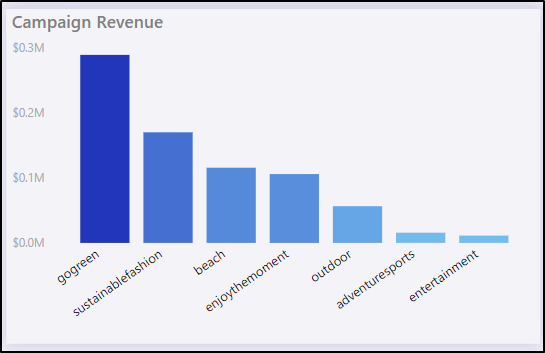 Campaign Revenue
$0.3M
$0.2M
$0.1M
$0.0M
gogreen
sustainablefashion
beach
enjoythemoment
outdoor
adventuresports
entertainment